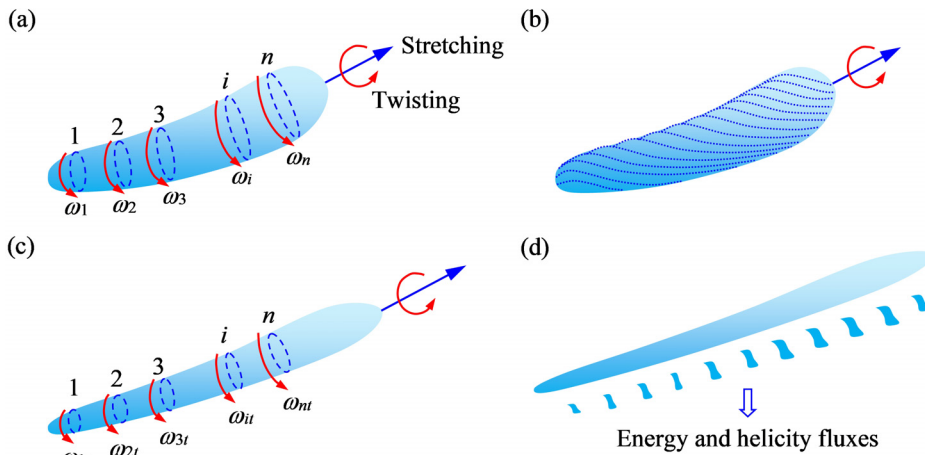 (a)
Stretching
Twisting
1 2 3 i n
ω1 ω2 ω3 ωi ωn
(b)
(c)
1 2 3 i n
ω2t ω3t ωit ωnt
(d)
Energy and helicity fluxes